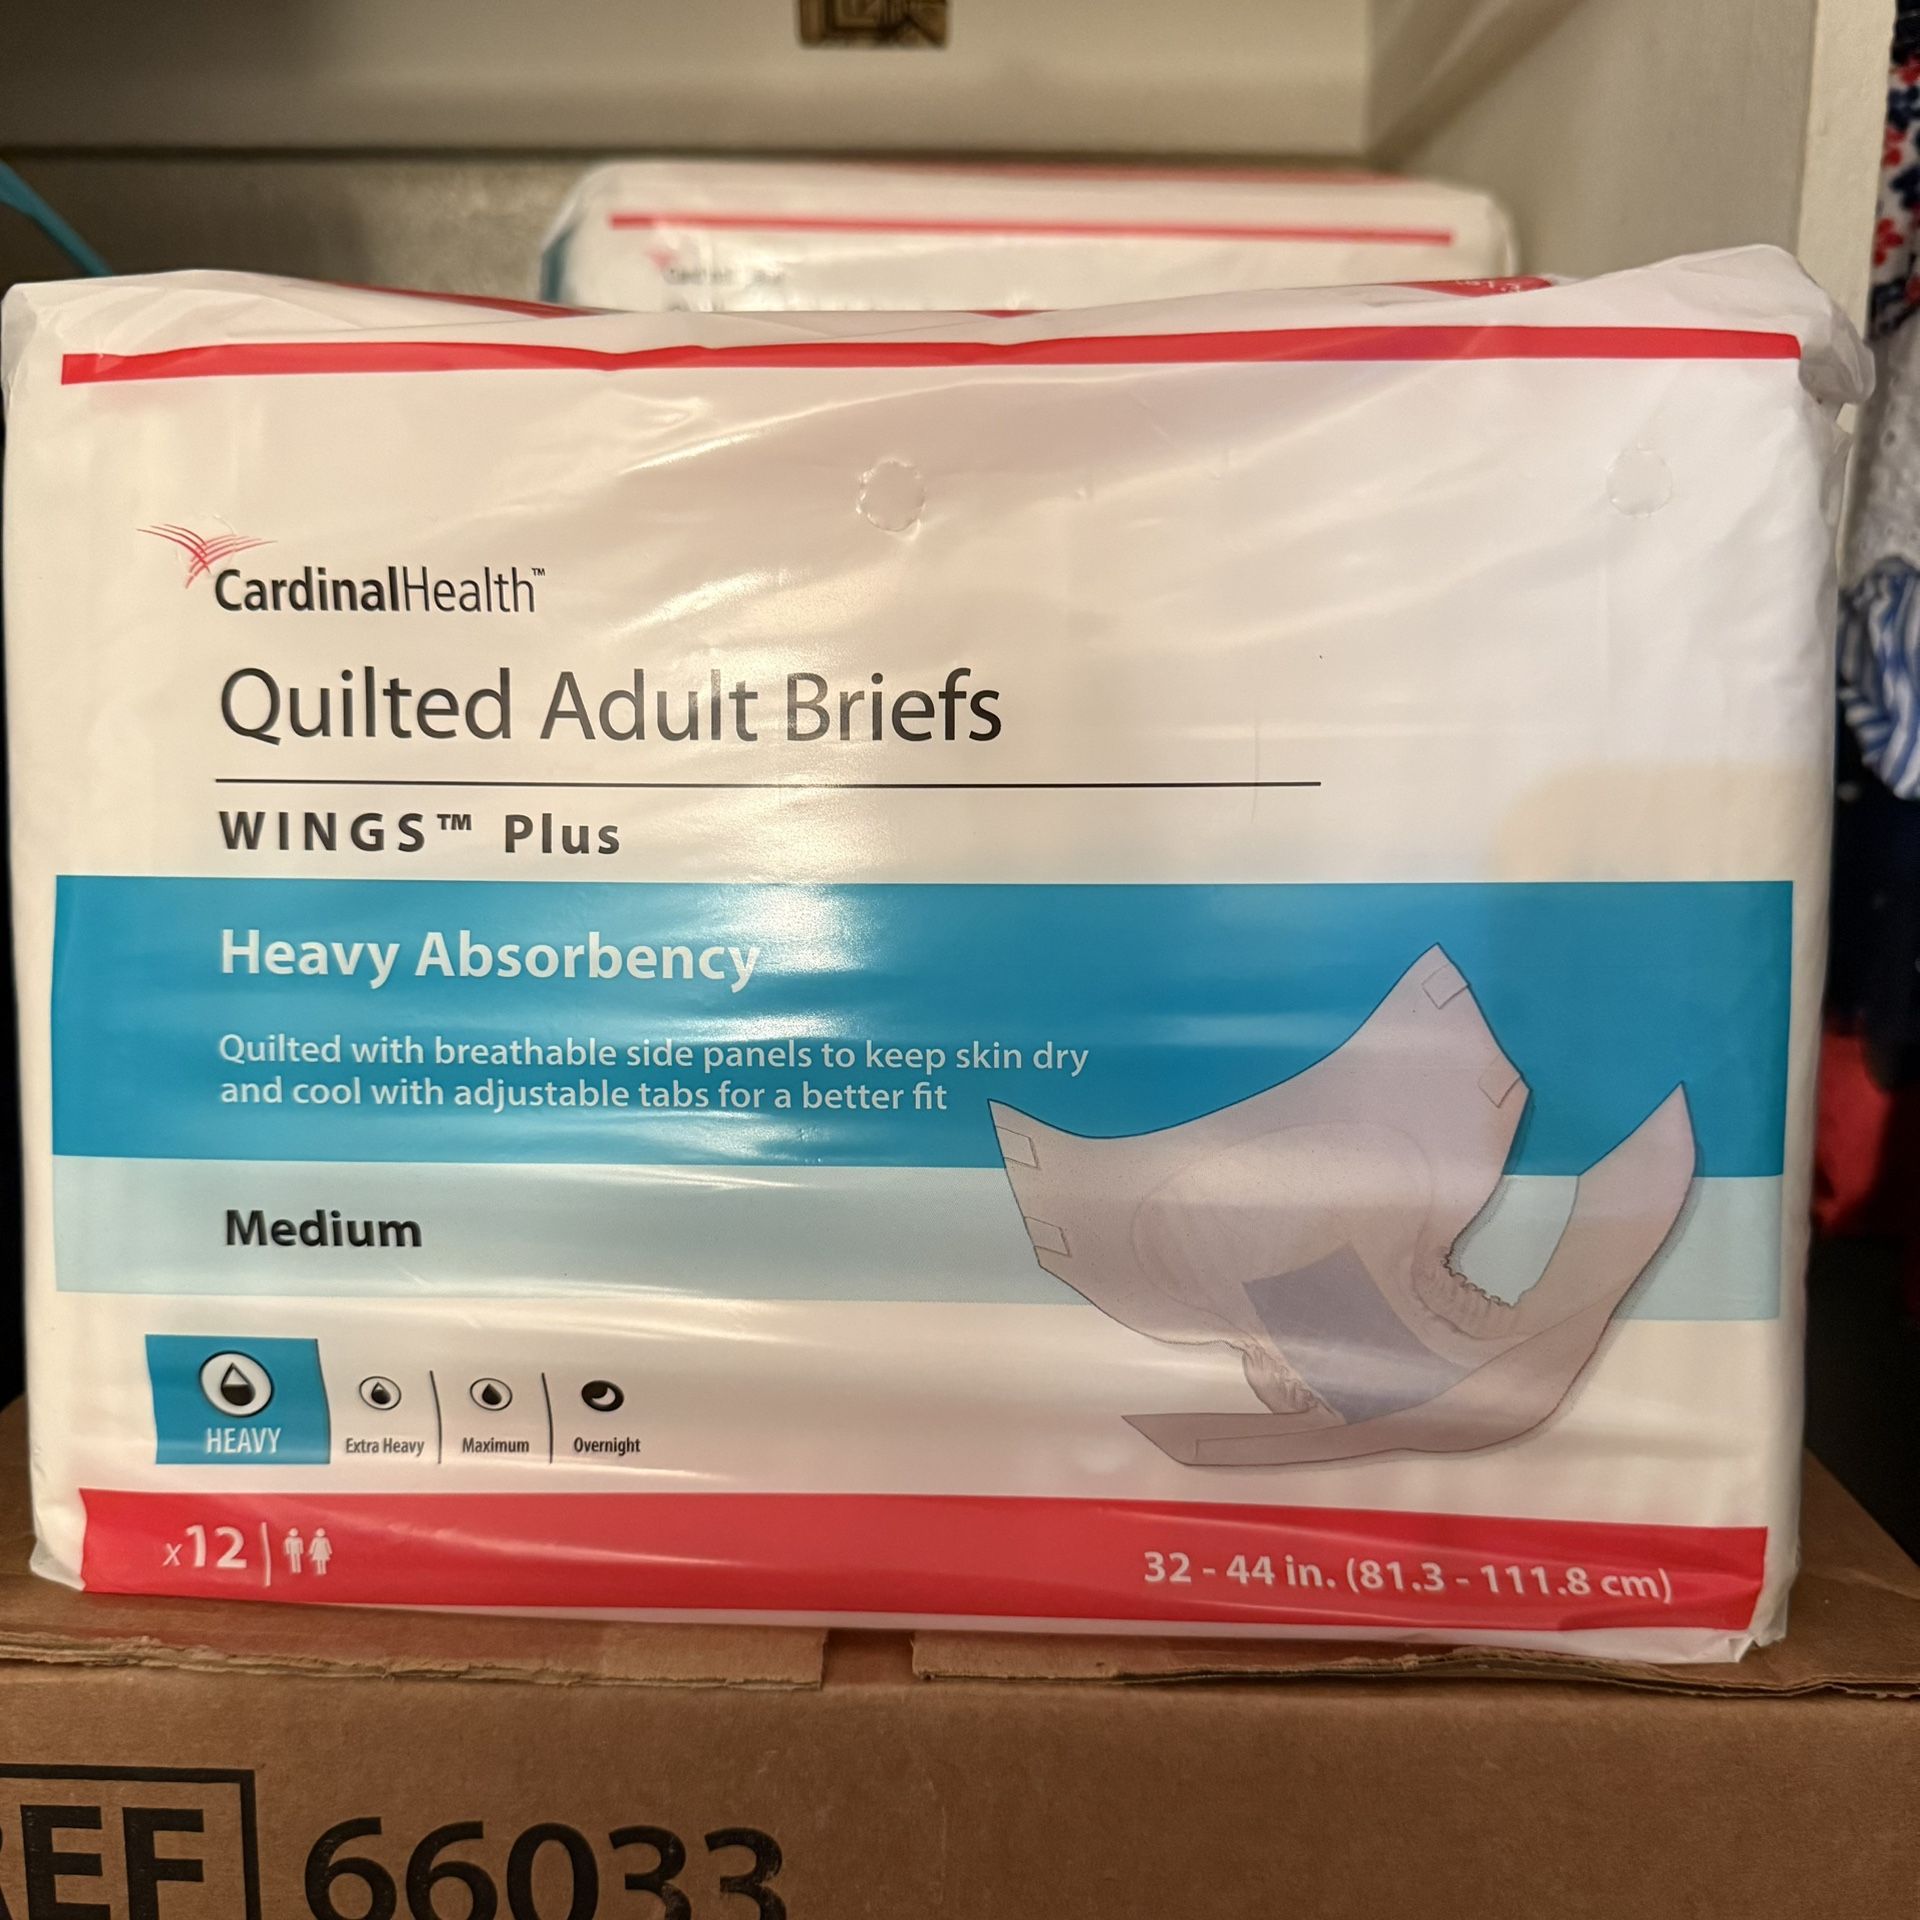 CardinalHealth™
Quilted Adult Briefs
WINGS™ Plus
Heavy Absorbency
Quilted with breathable side panels to keep skin dry
and cool with adjustable tabs for a better fit
Medium
HEAVY
Extra Heavy
Maximum
Overnight
x12
32 - 44 in. (81.3 - 111.8 cm)
EF 66033